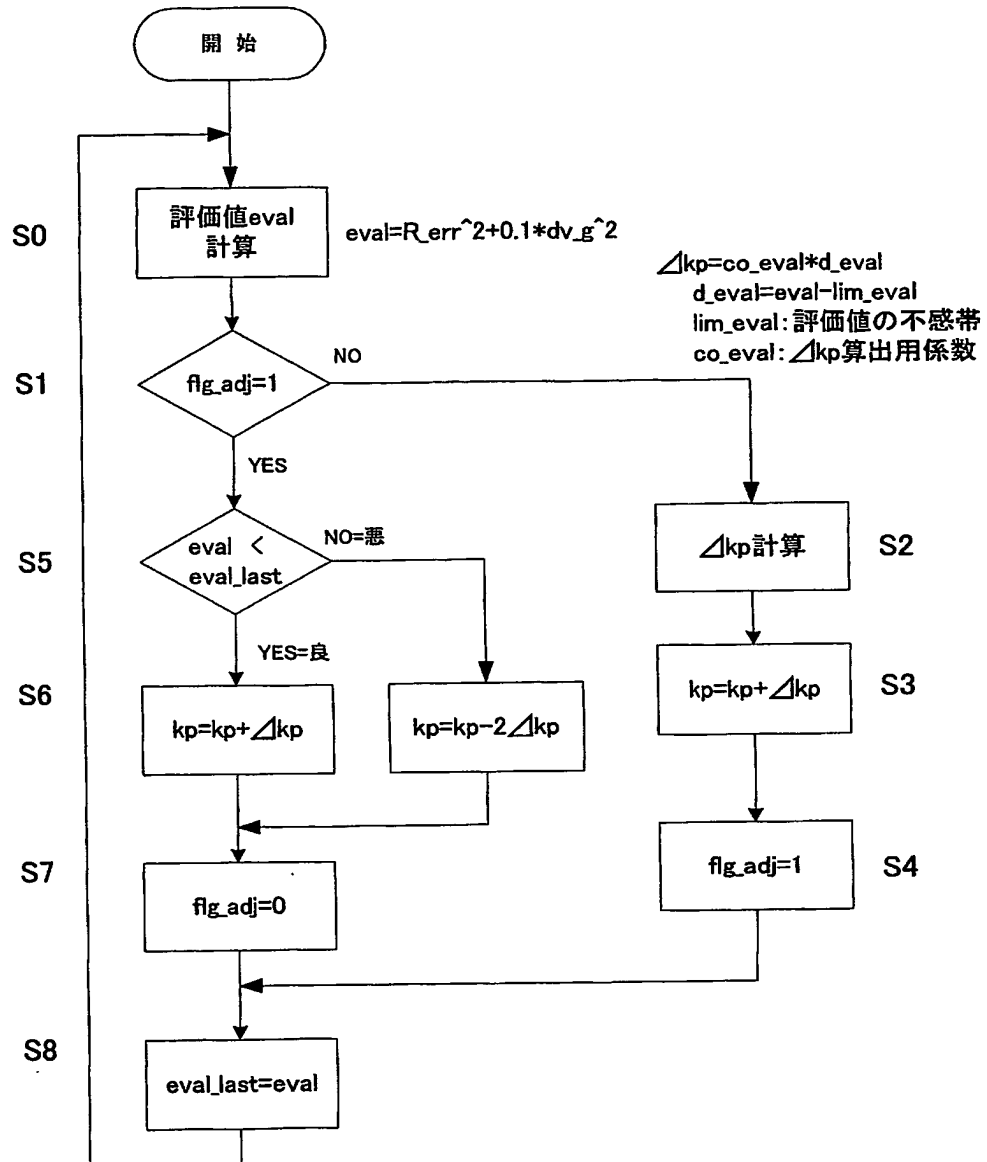 開 始
S0
評価値eval
計算
eval=R_err^2+0.1*dv_g^2
⊿kp=co_eval*d_eval
d_eval=eval-lim_eval
lim_eval:評価値の不感帯
co_eval:⊿kp算出用係数
S1
flg_adj=1
NO
YES
S5
eval <
eval_last
NO=悪
YES=良
⊿kp計算
S2
S6
kp=kp+⊿kp
kp=kp-2⊿kp
kp=kp+⊿kp
S3
S7
flg_adj=0
flg_adj=1
S4
S8
eval_last=eval